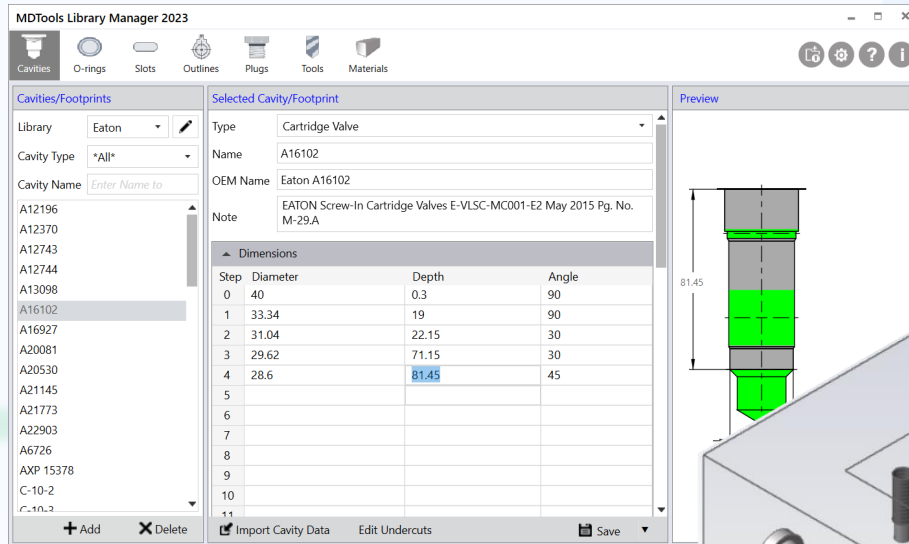 MDTools Library Manager 2023
Cavities O-rings Slots Outlines Plugs Tools Materials
Cavities/Footprints
Library Eaton
Cavity Type *All*
Cavity Name Enter Name to
A12196
A12370
A12743
A12744
A13098
A16102
A16927
A20081
A20530
A21145
A21773
A22903
A6726
AXP 15378
C-10-2
C-10-3
Add Delete
Selected Cavity/Footprint
Type Cartridge Valve
Name A16102
OEM Name Eaton A16102
Note EATON Screw-In Cartridge Valves E-VLSC-MC001-E2 May 2015 Pg. No.
M-29.A
Dimensions
Step Diameter Depth Angle
0 40 0.3 90
1 33.34 19 90
2 31.04 22.15 30
3 29.62 71.15 30
4 28.6 81.45 45
5
6
7
8
9
10
11
Import Cavity Data Edit Undercuts Save
Preview
81.45